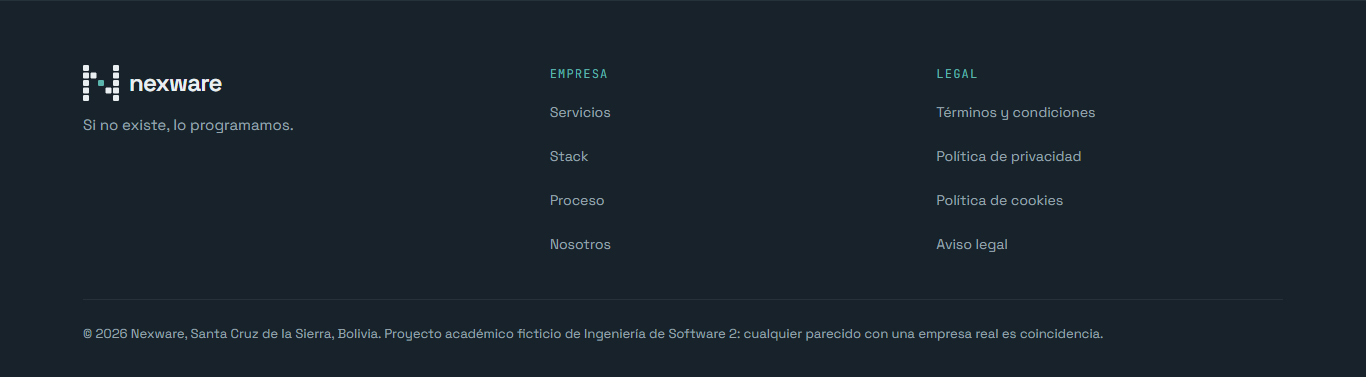 nexware
Si no existe, lo programamos.
EMPRESA
Servicios
Stack
Proceso
Nosotros
LEGAL
Términos y condiciones
Política de privacidad
Política de cookies
Aviso legal
© 2026 Nexware, Santa Cruz de la Sierra, Bolivia. Proyecto académico ficticio de Ingeniería de Software 2: cualquier parecido con una empresa real es coincidencia.